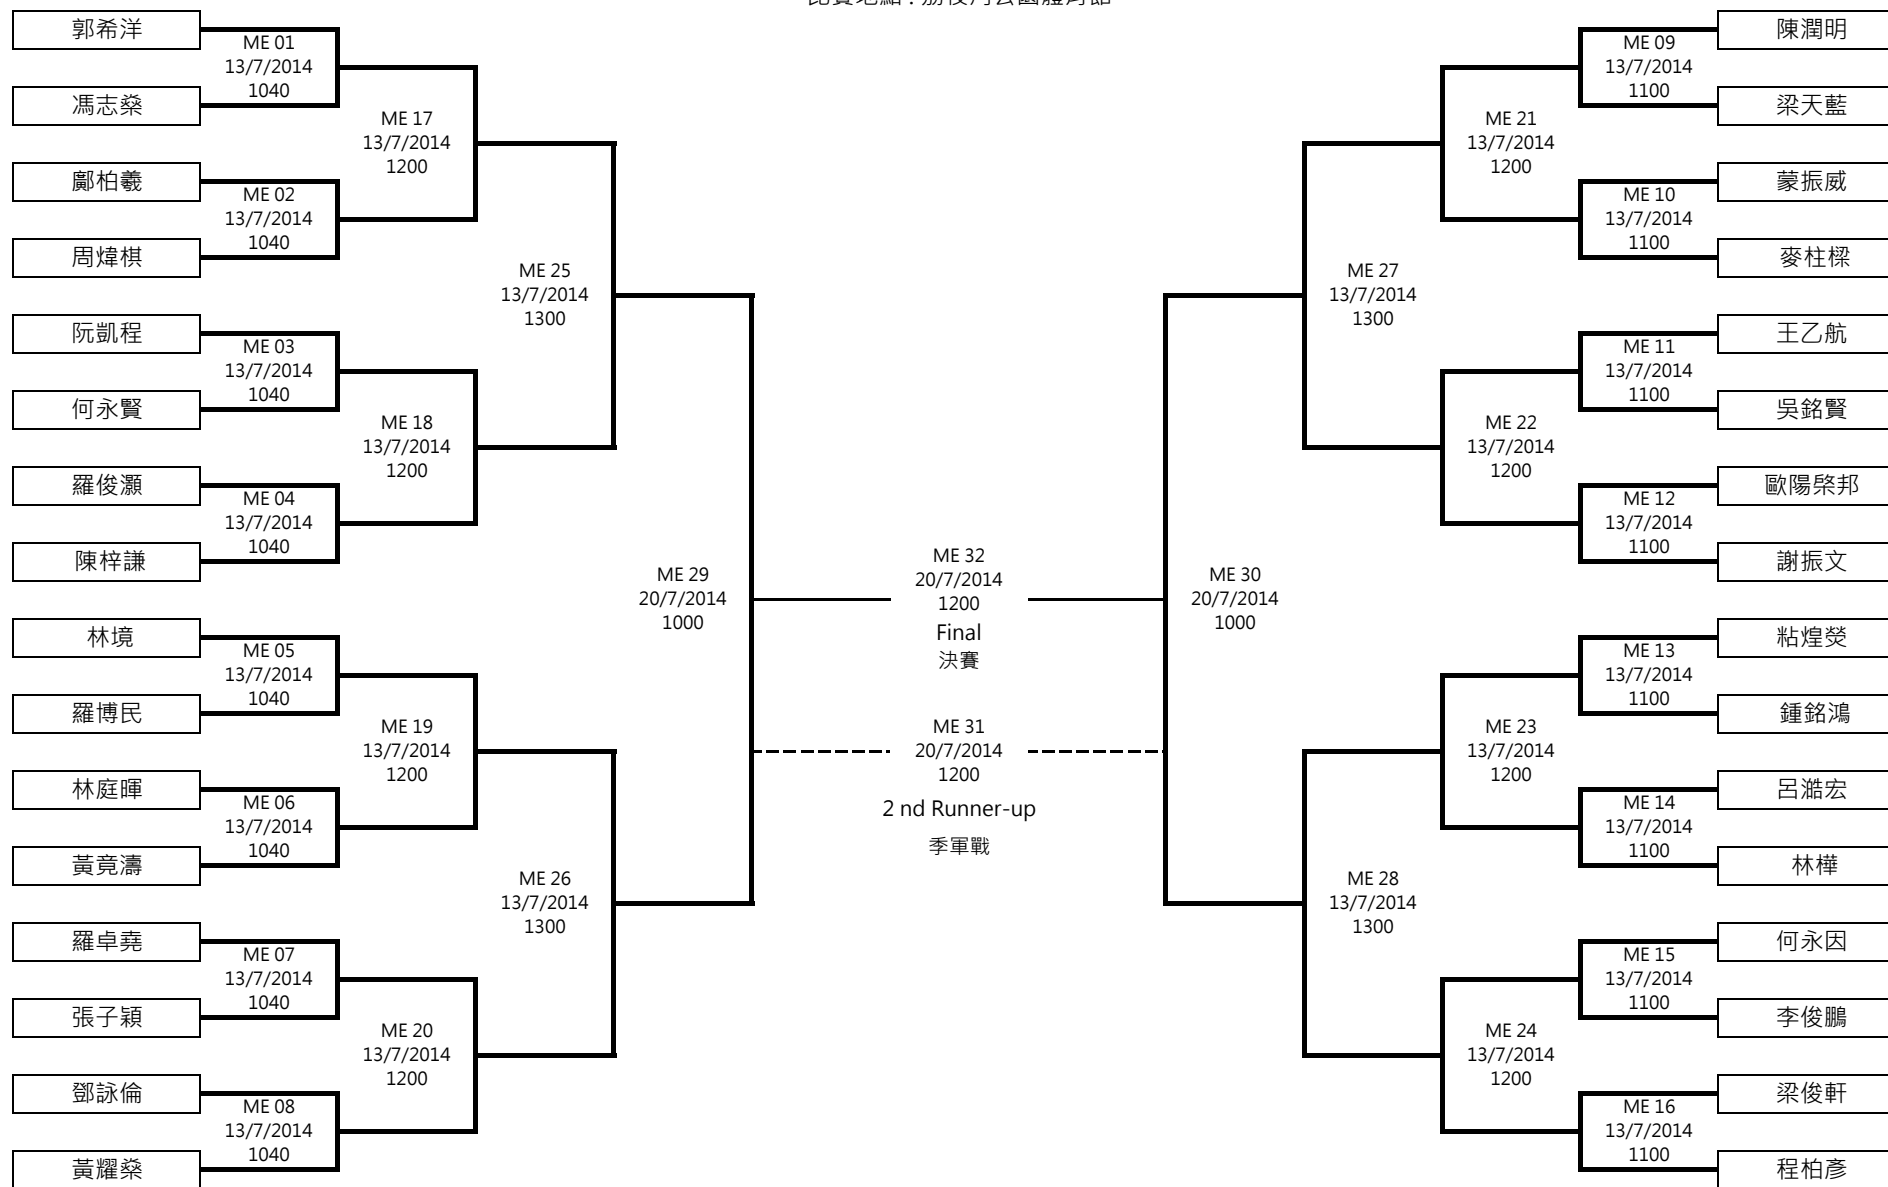 比賽地點 : 荔枝角公園體育館
郭希洋
ME 01
13/7/2014
1040
馮志燊
ME 17
13/7/2014
1200
鄺柏羲
ME 02
13/7/2014
1040
周煒棋
ME 25
13/7/2014
1300
阮凱程
ME 03
13/7/2014
1040
何永賢
ME 18
13/7/2014
1200
羅俊灝
ME 04
13/7/2014
1040
陳梓謙
ME 29
20/7/2014
1000
林境
ME 05
13/7/2014
1040
羅博民
ME 19
13/7/2014
1200
林庭暉
ME 06
13/7/2014
1040
黃竟濤
ME 26
13/7/2014
1300
羅卓堯
ME 07
13/7/2014
1040
張子穎
ME 20
13/7/2014
1200
鄧詠倫
ME 08
13/7/2014
1040
黃耀燊
ME 32
20/7/2014
1200
Final
決賽
ME 31
20/7/2014
1200
2 nd Runner-up
季軍戰
陳潤明
ME 09
13/7/2014
1100
梁天藍
ME 21
13/7/2014
1200
蒙振威
ME 10
13/7/2014
1100
麥柱樑
ME 27
13/7/2014
1300
王乙航
ME 11
13/7/2014
1100
吳銘賢
ME 22
13/7/2014
1200
歐陽棨邦
ME 12
13/7/2014
1100
謝振文
ME 30
20/7/2014
1000
粘煌熒
ME 13
13/7/2014
1100
鍾銘鴻
ME 23
13/7/2014
1200
呂澔宏
ME 14
13/7/2014
1100
林樺
ME 28
13/7/2014
1300
何永因
ME 15
13/7/2014
1100
李俊鵬
ME 24
13/7/2014
1200
梁俊軒
ME 16
13/7/2014
1100
程柏彥